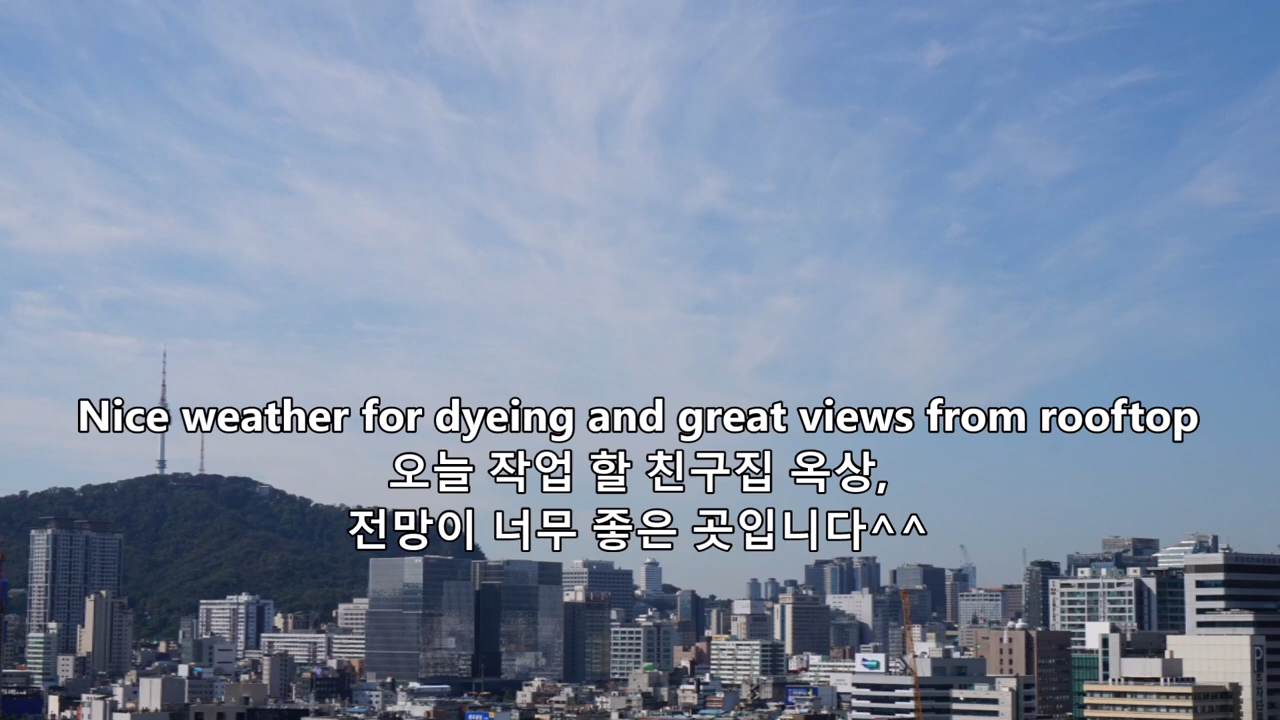 Nice weather for dyeing and great views from rooftop
오늘 작업 할 친구집 옥상,
전망이 너무 좋은 곳입니다^^